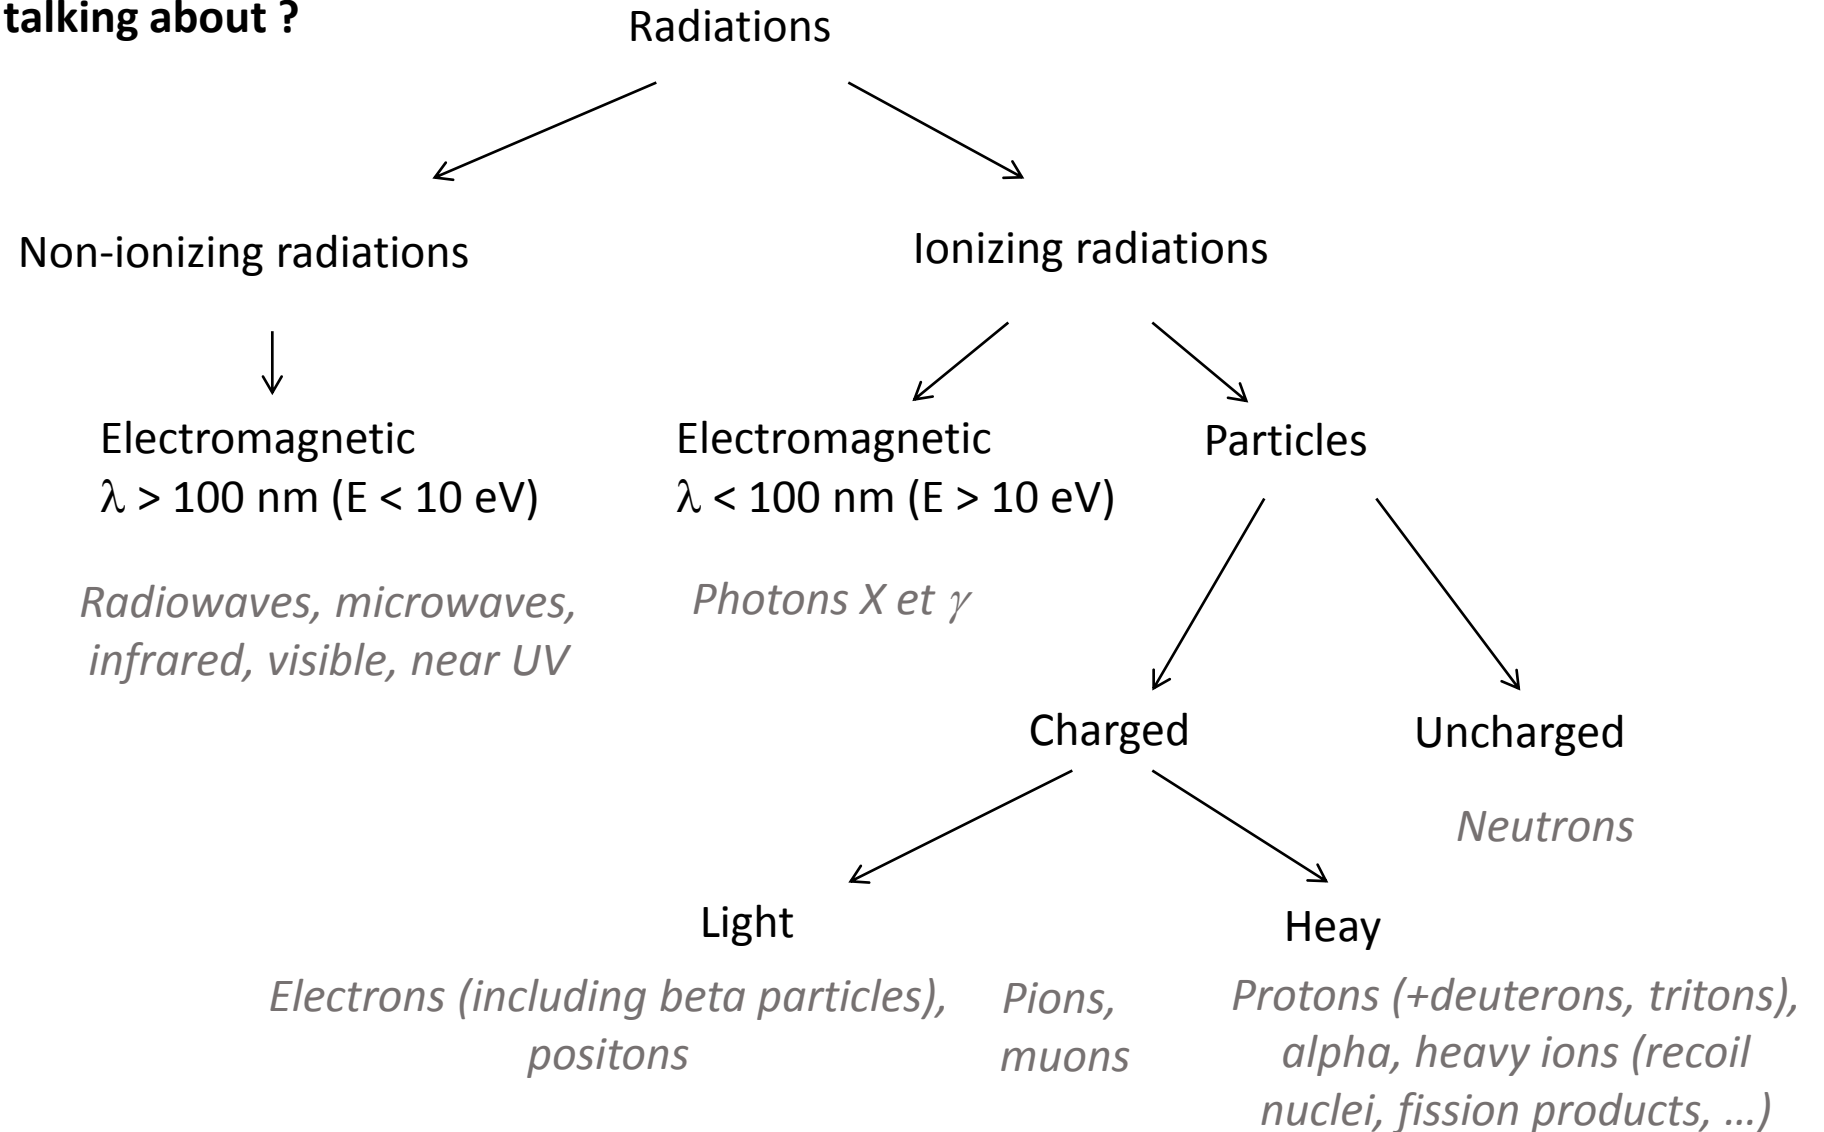 talking about ?
Radiations
Non-ionizing radiations
Ionizing radiations
Electromagnetic
λ > 100 nm (E < 10 eV)
Radiowaves, microwaves,
infrared, visible, near UV
Electromagnetic
λ < 100 nm (E > 10 eV)
Photons X et γ
Particles
Charged
Uncharged
Neutrons
Light
Electrons (including beta particles),
positons
Pions,
muons
Heay
Protons (+deuterons, tritons),
alpha, heavy ions (recoil
nuclei, fission products, ...)